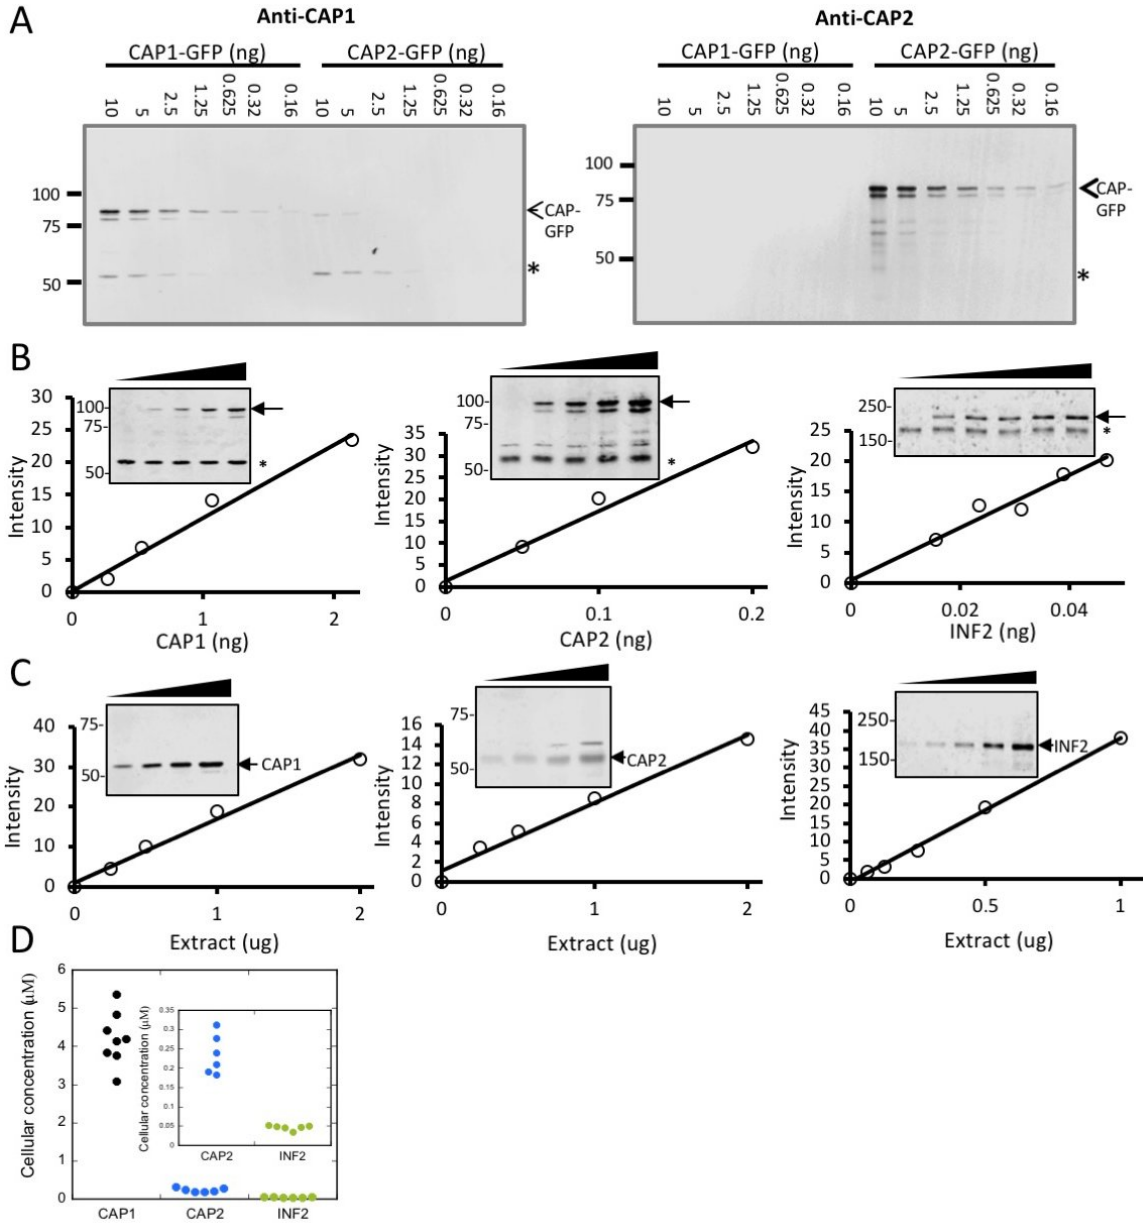 A
Anti-CAP1
Anti-CAP2
CAP1-GFP (ng)
CAP2-GFP (ng)
CAP1-GFP (ng)
CAP2-GFP (ng)
10 5 2.5 1.25 0.625 0.32 0.16
10 5 2.5 1.25 0.625 0.32 0.16
10 5 2.5 1.25 0.625 0.32 0.16
10 5 2.5 1.25 0.625 0.32 0.16
100
75
50
CAP-
GFP
*
100
75
50
CAP-
GFP
*
B
Intensity
30
25
20
15
10
5
0
100-
75-
50-
*
0 1 2
CAP1 (ng)
Intensity
35
30
25
20
15
10
5
0
100-
75-
50-
*
0 0.1 0.2
CAP2 (ng)
Intensity
25
20
15
10
5
0
250-
150-
*
0 0.02 0.04
INF2 (ng)
C
Intensity
40
30
20
10
0
75-
50-
CAP1
0 1 2
Extract (ug)
Intensity
16
14
12
10
8
6
4
2
0
75-
50-
CAP2
0 1 2
Extract (ug)
Intensity
45
40
35
30
25
20
15
10
5
0
250-
150-
INF2
0 0.5 1
Extract (ug)
D
Cellular concentration (μM)
6
5
4
3
2
1
0
CAP1 CAP2 INF2
Cellular concentration (μM)
0.35
0.3
0.25
0.2
0.15
0.1
0.05
0
CAP2 INF2